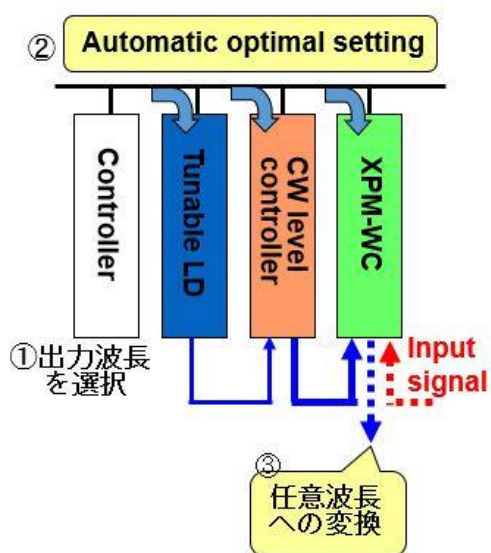 ② Automatic optimal setting
Controller
Tunable LD
CW level
controller
XPM-WC
①出力波長
を選択
Input
signal
③
任意波長
への変換